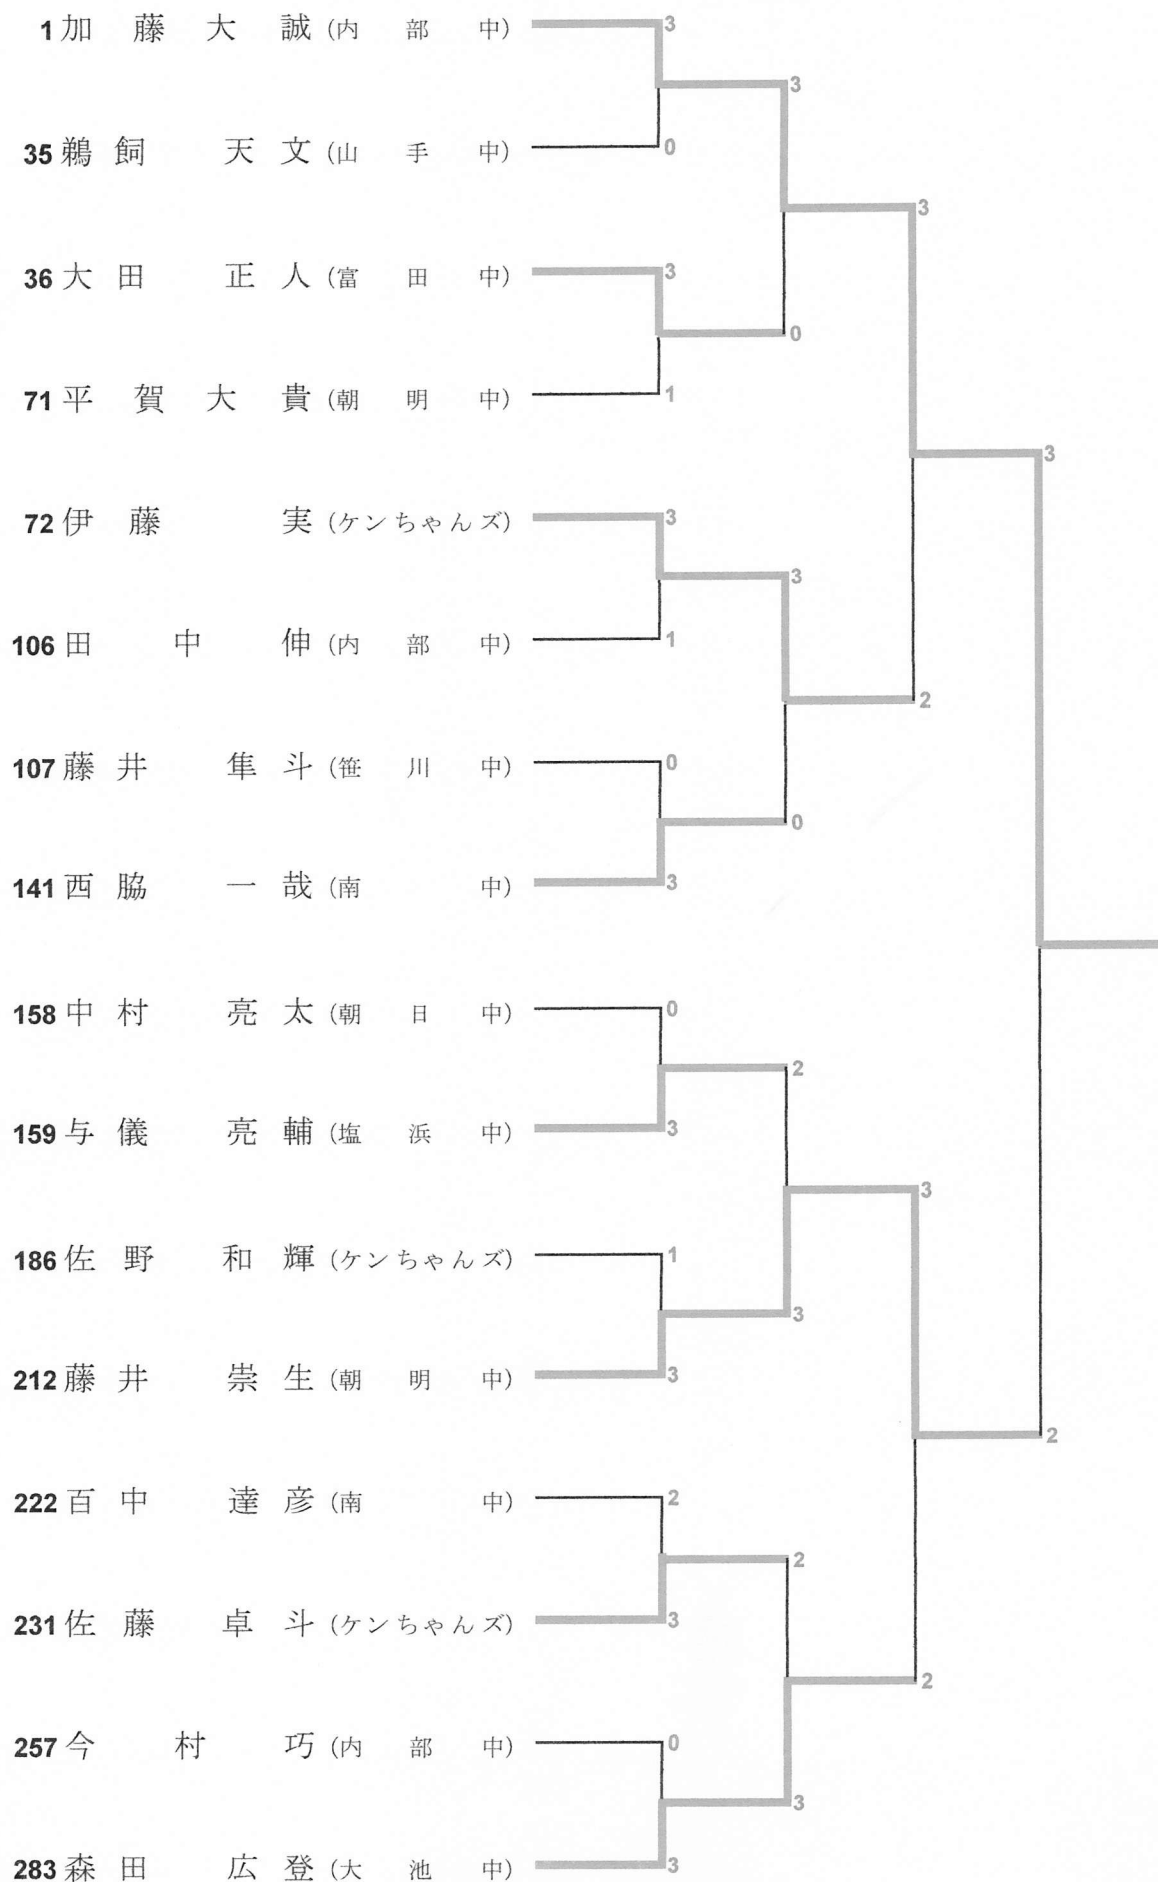 1 加藤大誠 (内部中) 3
3
35 鵜飼天文 (山手中) 0
3
36 大田正人 (富田中) 3
0
71 平賀大貴 (朝明中) 1
3
72 伊藤実 (ケンちゃんズ) 3
3
106 田中伸 (内部中) 1
2
107 藤井隼斗 (笹川中) 0
0
141 西脇一哉 (南中) 3
158 中村亮太 (朝日中) 0
2
159 与儀亮輔 (塩浜中) 3
3
186 佐野和輝 (ケンちゃんズ) 1
3
212 藤井崇生 (朝明中) 3
2
222 百中達彦 (南中) 2
2
231 佐藤卓斗 (ケンちゃんズ) 3
2
257 今村巧 (内部中) 0
3
283 森田広登 (大池中) 3